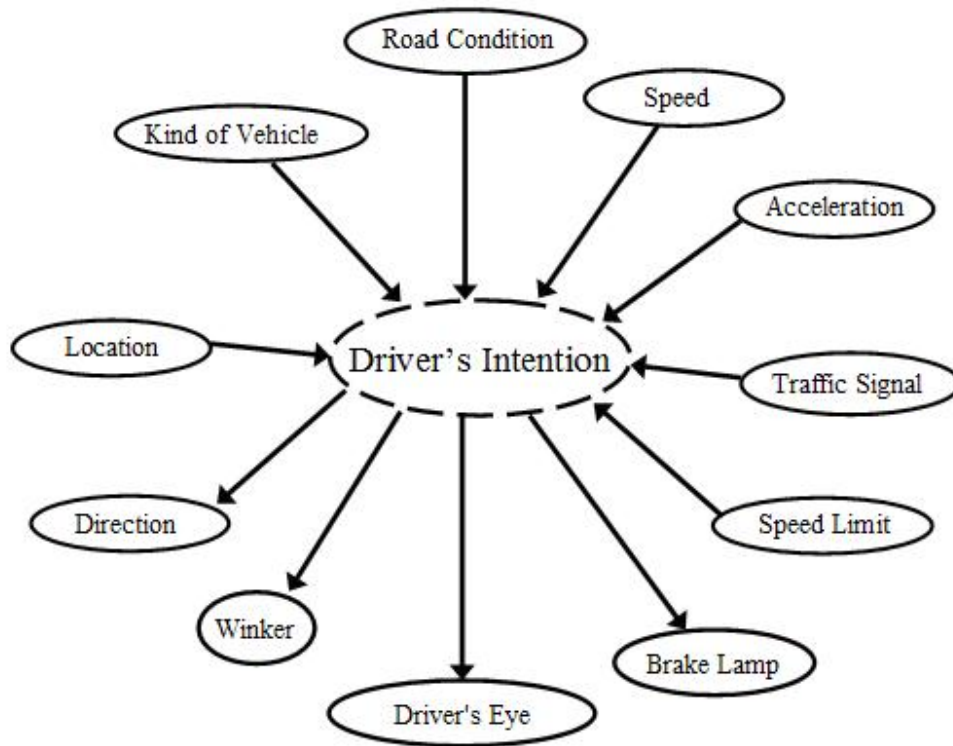 Road Condition
Speed
Kind of Vehicle
Acceleration
Location
Driver's Intention
Traffic Signal
Direction
Speed Limit
Winker
Brake Lamp
Driver's Eye